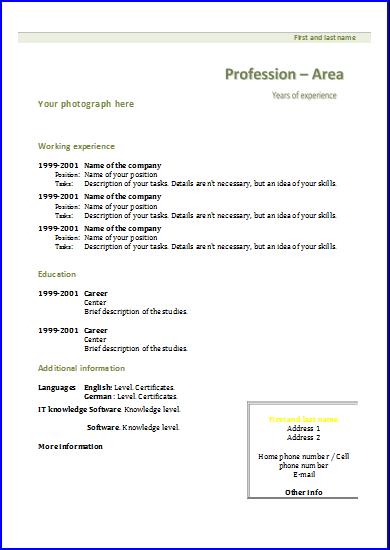 First and last name
Profession – Area
Years of experience
Your photograph here
Working experience
1999-2001 Name of the company
Position: Name of your position
Tasks: Description of your tasks. Details aren't necessary, but an idea of your skills.
1999-2001 Name of the company
Position: Name of your position
Tasks: Description of your tasks. Details aren't necessary, but an idea of your skills.
1999-2001 Name of the company
Position: Name of your position
Tasks: Description of your tasks. Details aren't necessary, but an idea of your skills.
Education
1999-2001 Career
Center
Brief description of the studies.
1999-2001 Career
Center
Brief description of the studies.
Additional information
Languages English: Level. Certificates.
German: Level. Certificates.
IT knowledge Software. Knowledge level.
Software. Knowledge level.
More information
First and last name
Address 1
Address 2
Home phone number / Cell
phone number
E-mail
Other Info